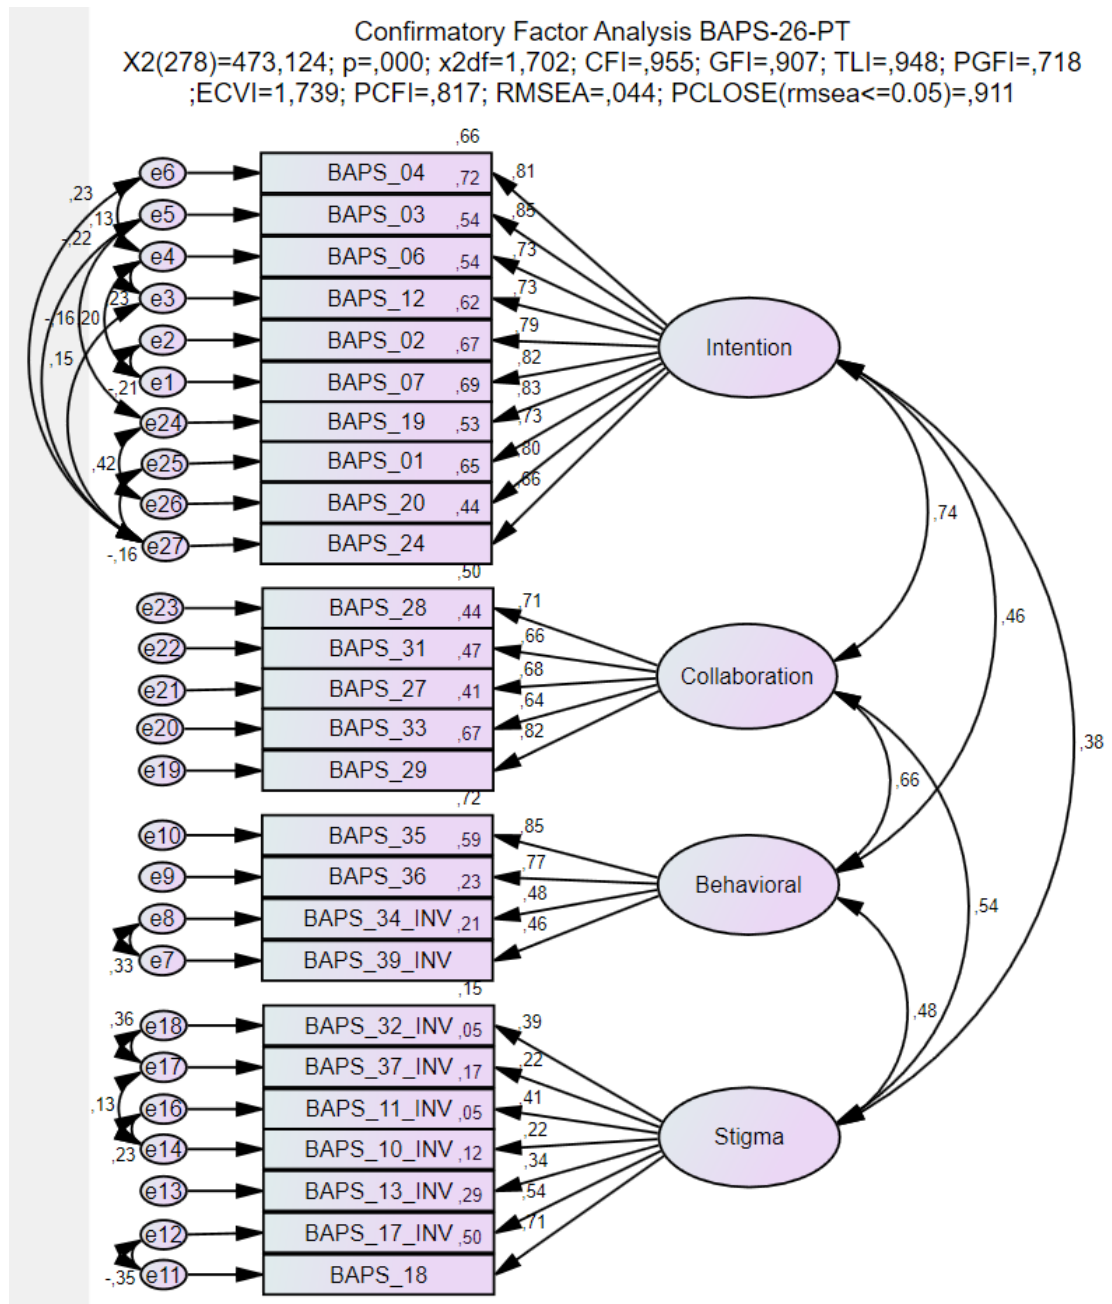 Confirmatory Factor Analysis BAPS-26-PT
X2(278)=473,124; p=,000; x2df=1,702; CFI=,955; GFI=,907; TLI=,948; PGFI=,718
;ECVI=1,739; PCFI=,817; RMSEA=,044; PCLOSE(rmsea<=0.05)=,911
,66
e6 BAPS_04 ,72 ,81
,23
e5 BAPS_03 ,54 ,85
,13
-,22
e4 BAPS_06 ,54 ,73
e3 BAPS_12 ,62 ,73
,23
-,16 ,20
e2 BAPS_02 ,67 ,79
Intention
,15
e1 BAPS_07 ,69 ,82
-,21
e24 BAPS_19 ,53 ,83
e25 BAPS_01 ,65 ,73
,42
e26 BAPS_20 ,44 ,80
,66
e27 BAPS_24
-,16
,74
,50
e23 BAPS_28 ,44 ,71
,46
e22 BAPS_31 ,47 ,66
e21 BAPS_27 ,41 ,68
Collaboration
e20 BAPS_33 ,67 ,64
,82
e19 BAPS_29
,38
,66
,72
e10 BAPS_35 ,59 ,85
e9 BAPS_36 ,23 ,77
Behavioral
e8 BAPS_34_INV ,21 ,48
,54
e7 BAPS_39_INV ,46
,33
,15
,48
,36
e18 BAPS_32_INV ,05 ,39
e17 BAPS_37_INV ,17 ,22
,13
e16 BAPS_11_INV ,05 ,41
Stigma
e14 BAPS_10_INV ,12 ,22
,23
e13 BAPS_13_INV ,29 ,34
e12 BAPS_17_INV ,50 ,54
,71
e11 BAPS_18
-,35